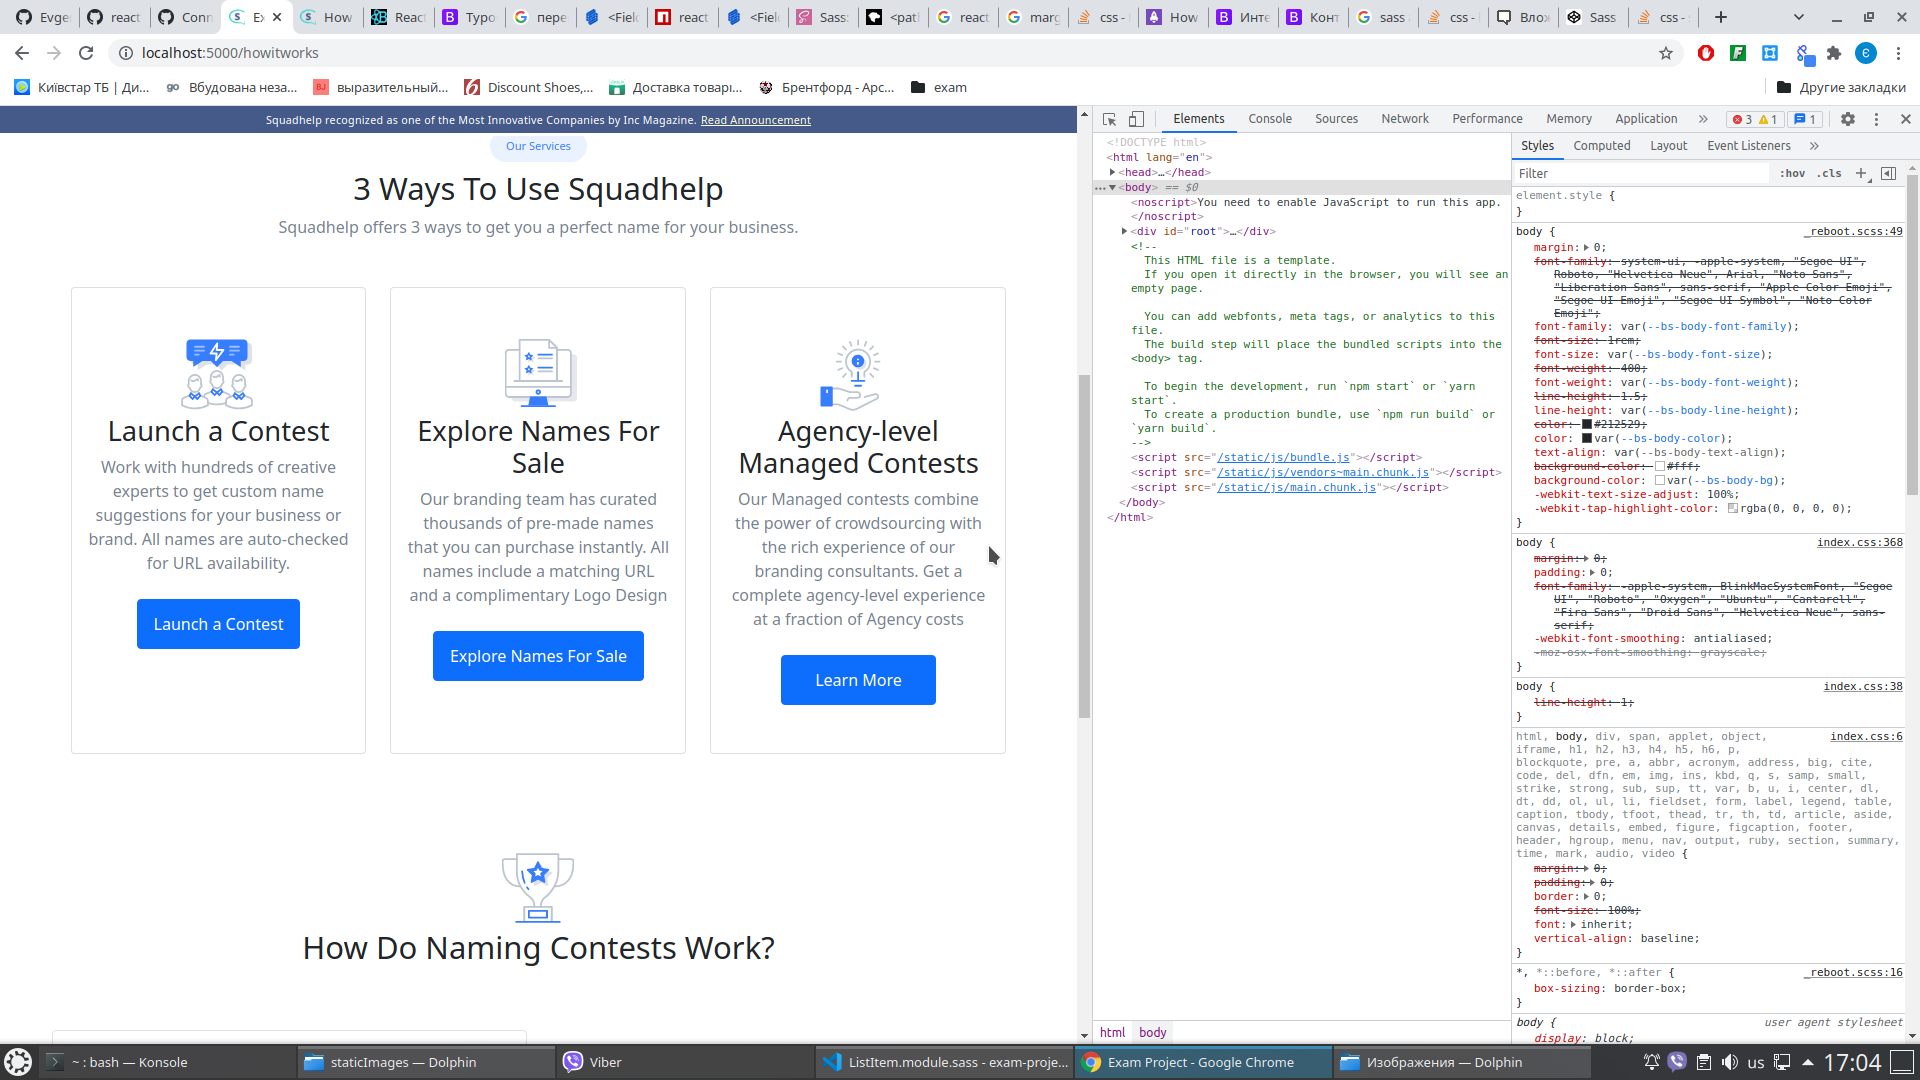 Evge
react
Conn
Ex
How
React
Typo
пере
<Fiel
react
<Fiel
Sass:
<pat
react
marg
css -
How
Инте
Конт
sass
css -
Влож
Sass
css -
localhost:5000/howitworks
Київстар ТБ | Ди...
Вбудована неза...
выразительный...
Discount Shoes,...
Доставка товарі...
Брентфорд - Арс...
exam
Другие закладки
Squadhelp recognized as one of the Most Innovative Companies by Inc Magazine. Read Announcement
Our Services
3 Ways To Use Squadhelp
Squadhelp offers 3 ways to get you a perfect name for your business.
Launch a Contest
Work with hundreds of creative
experts to get custom name
suggestions for your business or
brand. All names are auto-checked
for URL availability.
Launch a Contest
Explore Names For
Sale
Our branding team has curated
thousands of pre-made names
that you can purchase instantly. All
names include a matching URL
and a complimentary Logo Design
Explore Names For Sale
Agency-level
Managed Contests
Our Managed contests combine
the power of crowdsourcing with
the rich experience of our
branding consultants. Get a
complete agency-level experience
at a fraction of Agency costs
Learn More
How Do Naming Contests Work?
Elements
Console
Sources
Network
Performance
Memory
Application
3
1
1
<!DOCTYPE html>
<html lang="en">
<head>…</head>
<body> == $0
<noscript>You need to enable JavaScript to run this app.
</noscript>
<div id="root">…</div>
<!--
This HTML file is a template.
If you open it directly in the browser, you will see an
empty page.
You can add webfonts, meta tags, or analytics to this
file.
The build step will place the bundled scripts into the
<body> tag.
To begin the development, run `npm start` or `yarn
start`.
To create a production bundle, use `npm run build` or
`yarn build`.
-->
<script src="/static/js/bundle.js"></script>
<script src="/static/js/vendors~main.chunk.js"></script>
<script src="/static/js/main.chunk.js"></script>
</body>
</html>
html body
Styles
Computed
Layout
Event Listeners
Filter
:hov .cls
element.style {
}
body { _reboot.scss:49
margin: 0;
font-family: system-ui, -apple-system, "Segoe UI",
Roboto, "Helvetica Neue", Arial, "Noto Sans",
"Liberation Sans", sans-serif, "Apple Color Emoji",
"Segoe UI Emoji", "Segoe UI Symbol", "Noto Color
Emoji";
font-family: var(--bs-body-font-family);
font-size: 1rem;
font-size: var(--bs-body-font-size);
font-weight: 400;
font-weight: var(--bs-body-font-weight);
line-height: 1.5;
line-height: var(--bs-body-line-height);
color: #212529;
color: var(--bs-body-color);
text-align: var(--bs-body-text-align);
background-color: #fff;
background-color: var(--bs-body-bg);
-webkit-text-size-adjust: 100%;
-webkit-tap-highlight-color: rgba(0, 0, 0, 0);
}
body { index.css:368
margin: 0;
padding: 0;
font-family: -apple-system, BlinkMacSystemFont, "Segoe
UI", "Roboto", "Oxygen", "Ubuntu", "Cantarell",
"Fira Sans", "Droid Sans", "Helvetica Neue", sans-
serif;
-webkit-font-smoothing: antialiased;
-moz-osx-font-smoothing: grayscale;
}
body { index.css:38
line-height: 1;
}
html, body, div, span, applet, object, index.css:6
iframe, h1, h2, h3, h4, h5, h6, p,
blockquote, pre, a, abbr, acronym, address, big, cite,
code, del, dfn, em, img, ins, kbd, q, s, samp, small,
strike, strong, sub, sup, tt, var, b, u, i, center, dl,
dt, dd, ol, ul, li, fieldset, form, label, legend, table,
caption, tbody, tfoot, thead, tr, th, td, article, aside,
canvas, details, embed, figure, figcaption, footer,
header, hgroup, menu, nav, output, ruby, section, summary,
time, mark, audio, video {
margin: 0;
padding: 0;
border: 0;
font-size: 100%;
font: inherit;
vertical-align: baseline;
}
*, *::before, *::after { _reboot.scss:16
box-sizing: border-box;
}
body { user agent stylesheet
display: block;
~ : bash — Konsole
staticImages — Dolphin
Viber
ListItem.module.sass - exam-proje...
Exam Project - Google Chrome
Изображения — Dolphin
us
17:04